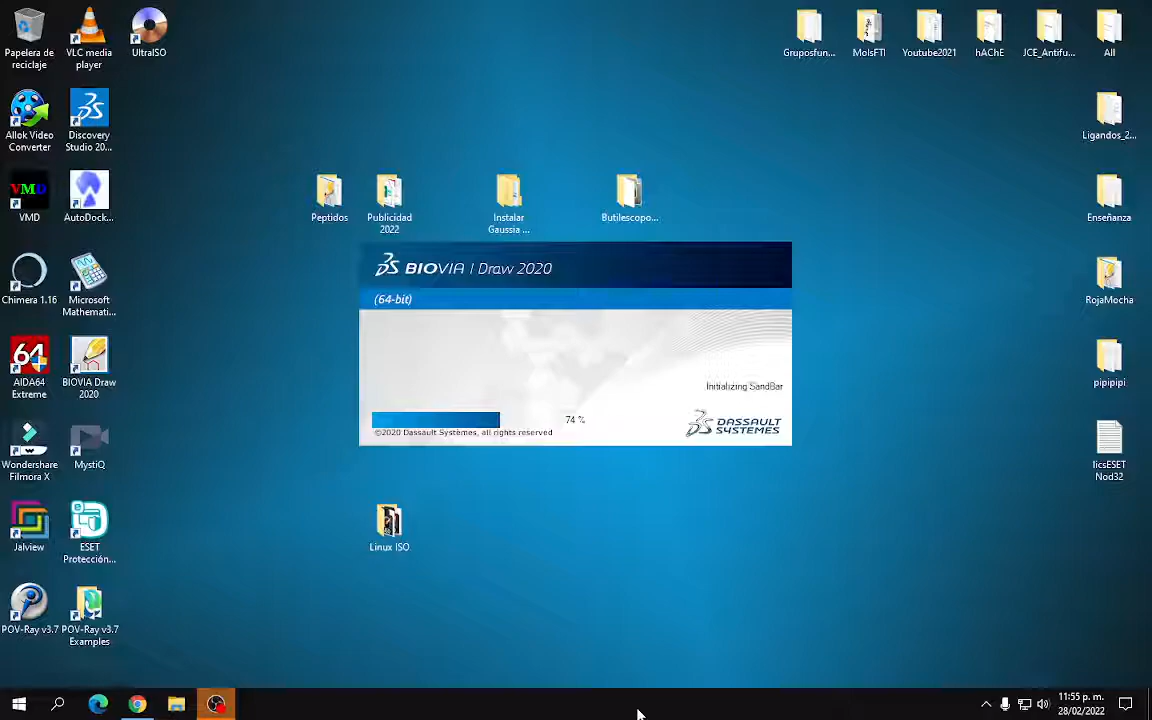 Papelera de
reciclaje
VLC media
player
UltraISO
Gruposfun...
MolsFTI
Youtube2021
hAChE
JCE_Antifu...
All
Allok Video
Converter
Discovery
Studio 20...
Ligandos_2...
VMD
VMD
AutoDock...
Peptidos
Publicidad
2022
Instalar
Gaussia ...
Butilescopo...
Enseñanza
Chimera 1.16
Microsoft
Mathemati...
RojaMocha
BIOVIA | Draw 2020
(64-bit)
Initializing SandBar
74 %
©2020 Dassault Systèmes, all rights reserved
DASSAULT
SYSTEMES
64
AIDA64
Extreme
BIOVIA Draw
2020
pipipipi
Wondershare
Filmora X
MystiQ
licsESET
Nod32
Jalview
ESET
Protección...
Linux ISO
POV-Ray v3.7
POV-Ray v3.7
Examples
11:55 p. m.
28/02/2022